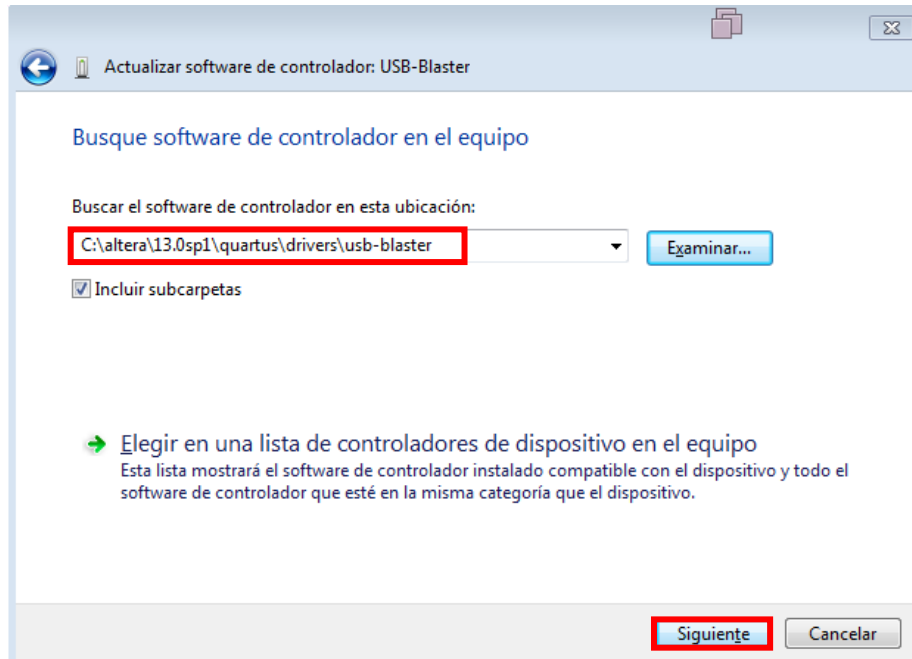 Actualizar software de controlador: USB-Blaster
Busque software de controlador en el equipo
Buscar el software de controlador en esta ubicación:
C:\altera\13.0sp1\quartus\drivers\usb-blaster
Examinar...
Incluir subcarpetas
Elegir en una lista de controladores de dispositivo en el equipo
Esta lista mostrará el software de controlador instalado compatible con el dispositivo y todo el
software de controlador que esté en la misma categoría que el dispositivo.
Siguiente
Cancelar